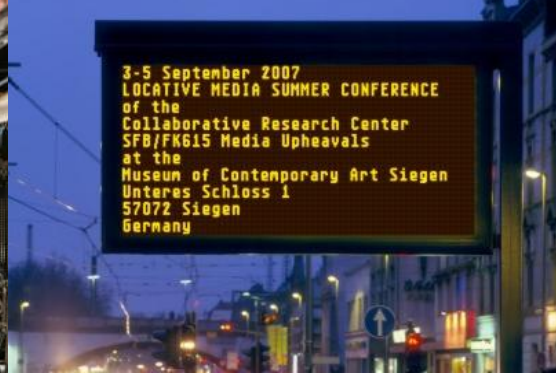 3-5 September 2007
LOCATIVE MEDIA SUMMER CONFERENCE
of the
Collaborative Research Center
SFB/FK615 Media Upheavals
at the
Museum of Contemporary Art Siegen
Unteres Schloss 1
57072 Siegen
Germany